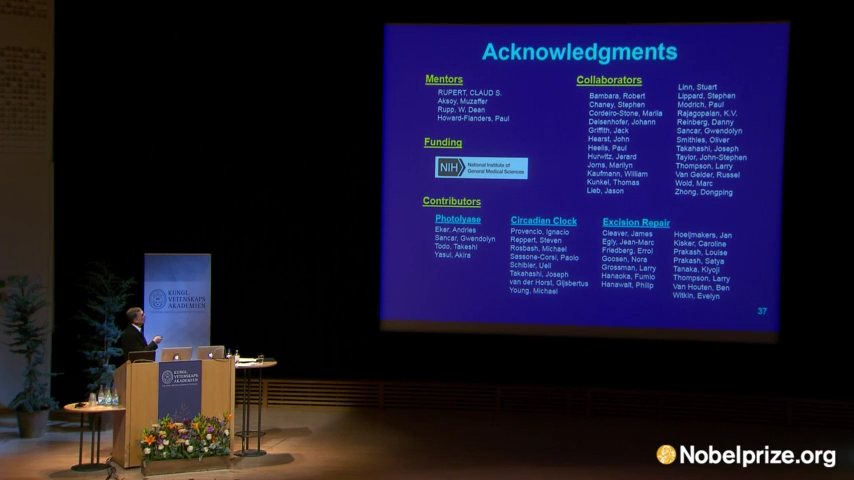 Acknowledgments
Mentors
RUPERT, CLAUD S.
Aksoy, Muzaffer
Rupp, W. Dean
Howard-Flanders, Paul
Funding
NIH
National Institute of
General Medical Sciences
Collaborators
Bambara, Robert
Chaney, Stephen
Cordeiro-Stone, Marila
Deisenhofer, Johann
Griffith, Jack
Hearst, John
Heelis, Paul
Hurwitz, Jerard
Jorns, Marilyn
Kaufmann, William
Kunkel, Thomas
Lieb, Jason
Linn, Stuart
Lippard, Stephen
Modrich, Paul
Rajagopalan, K.V.
Reinberg, Danny
Sancar, Gwendolyn
Smithies, Oliver
Takahashi, Joseph
Taylor, John-Stephen
Thompson, Larry
Van Gelder, Russel
Wold, Marc
Zhong, Dongping
Contributors
Photolyase
Eker, Andries
Sancar, Gwendolyn
Todo, Takeshi
Yasui, Akira
Circadian Clock
Provencio, Ignacio
Reppert, Steven
Rosbash, Michael
Sassone-Corsi, Paolo
Schibler, Ueli
Takahashi, Joseph
van der Horst, Gijsbertus
Young, Michael
Excision Repair
Cleaver, James
Egly, Jean-Marc
Friedberg, Errol
Goosen, Nora
Grossman, Larry
Hanaoka, Fumio
Hanawalt, Philip
Hoeijmakers, Jan
Kisker, Caroline
Prakash, Louise
Prakash, Satya
Tanaka, Kiyoji
Thompson, Larry
Van Houten, Ben
Witkin, Evelyn
37
KUNGL.
VETENSKAPS
AKADEMIEN
KUNGL.
VETENSKAPS
AKADEMIEN
Nobelprize.org